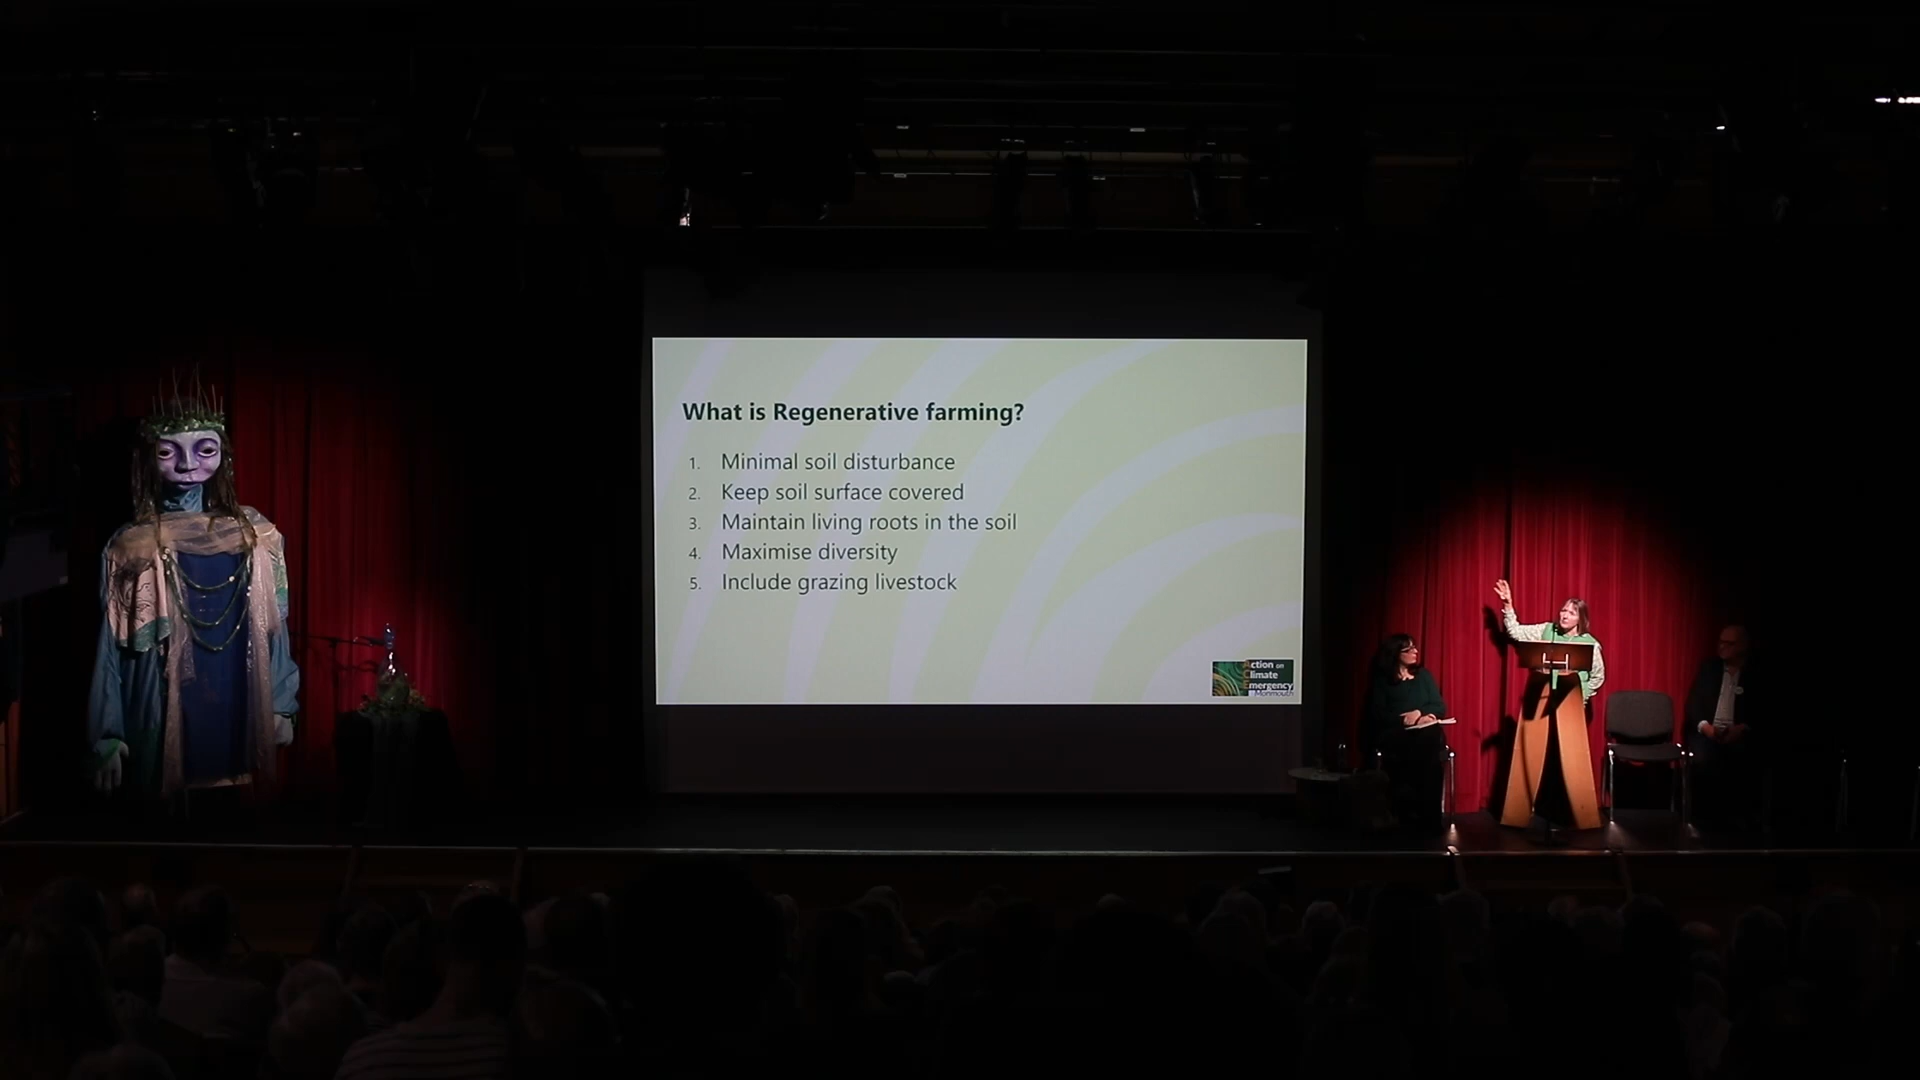 What is Regenerative farming?
1. Minimal soil disturbance
2. Keep soil surface covered
3. Maintain living roots in the soil
4. Maximise diversity
5. Include grazing livestock
Action on
Climate
Emergency
Monmouth